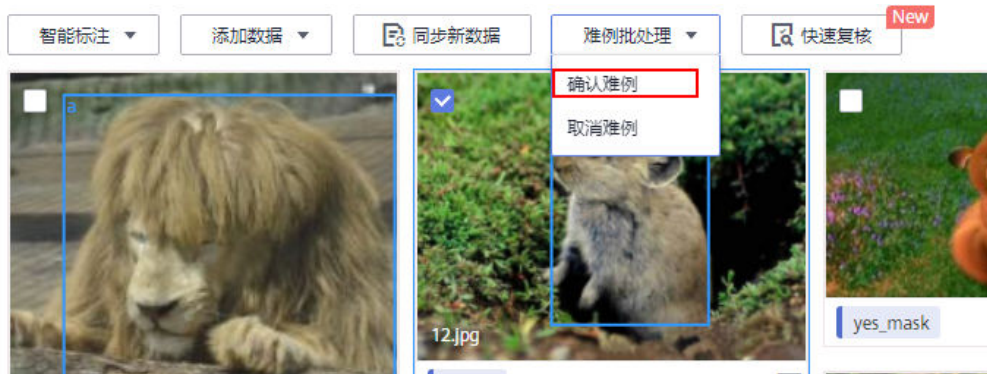 智能标注
添加数据
同步新数据
难例批处理
快速复核
New
确认难例
取消难例
a
12.jpg
yes_mask